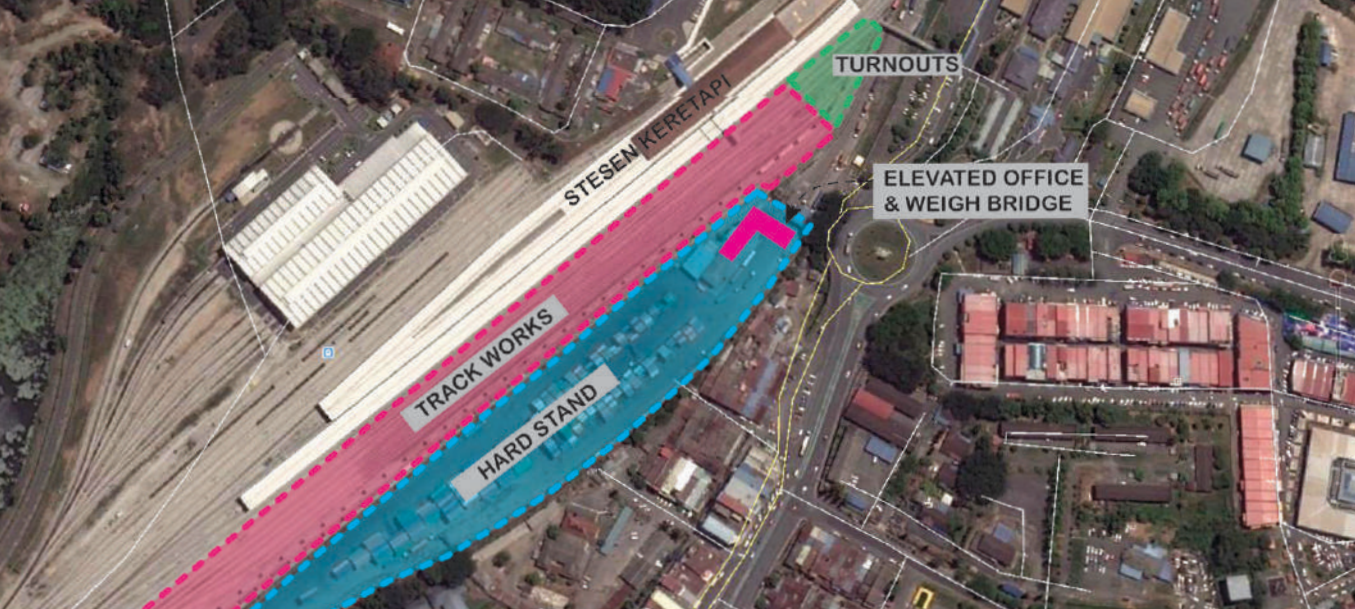 TURNOUTS
STESEN KERETAPI
ELEVATED OFFICE
& WEIGH BRIDGE
TRACK WORKS
HARD STAND